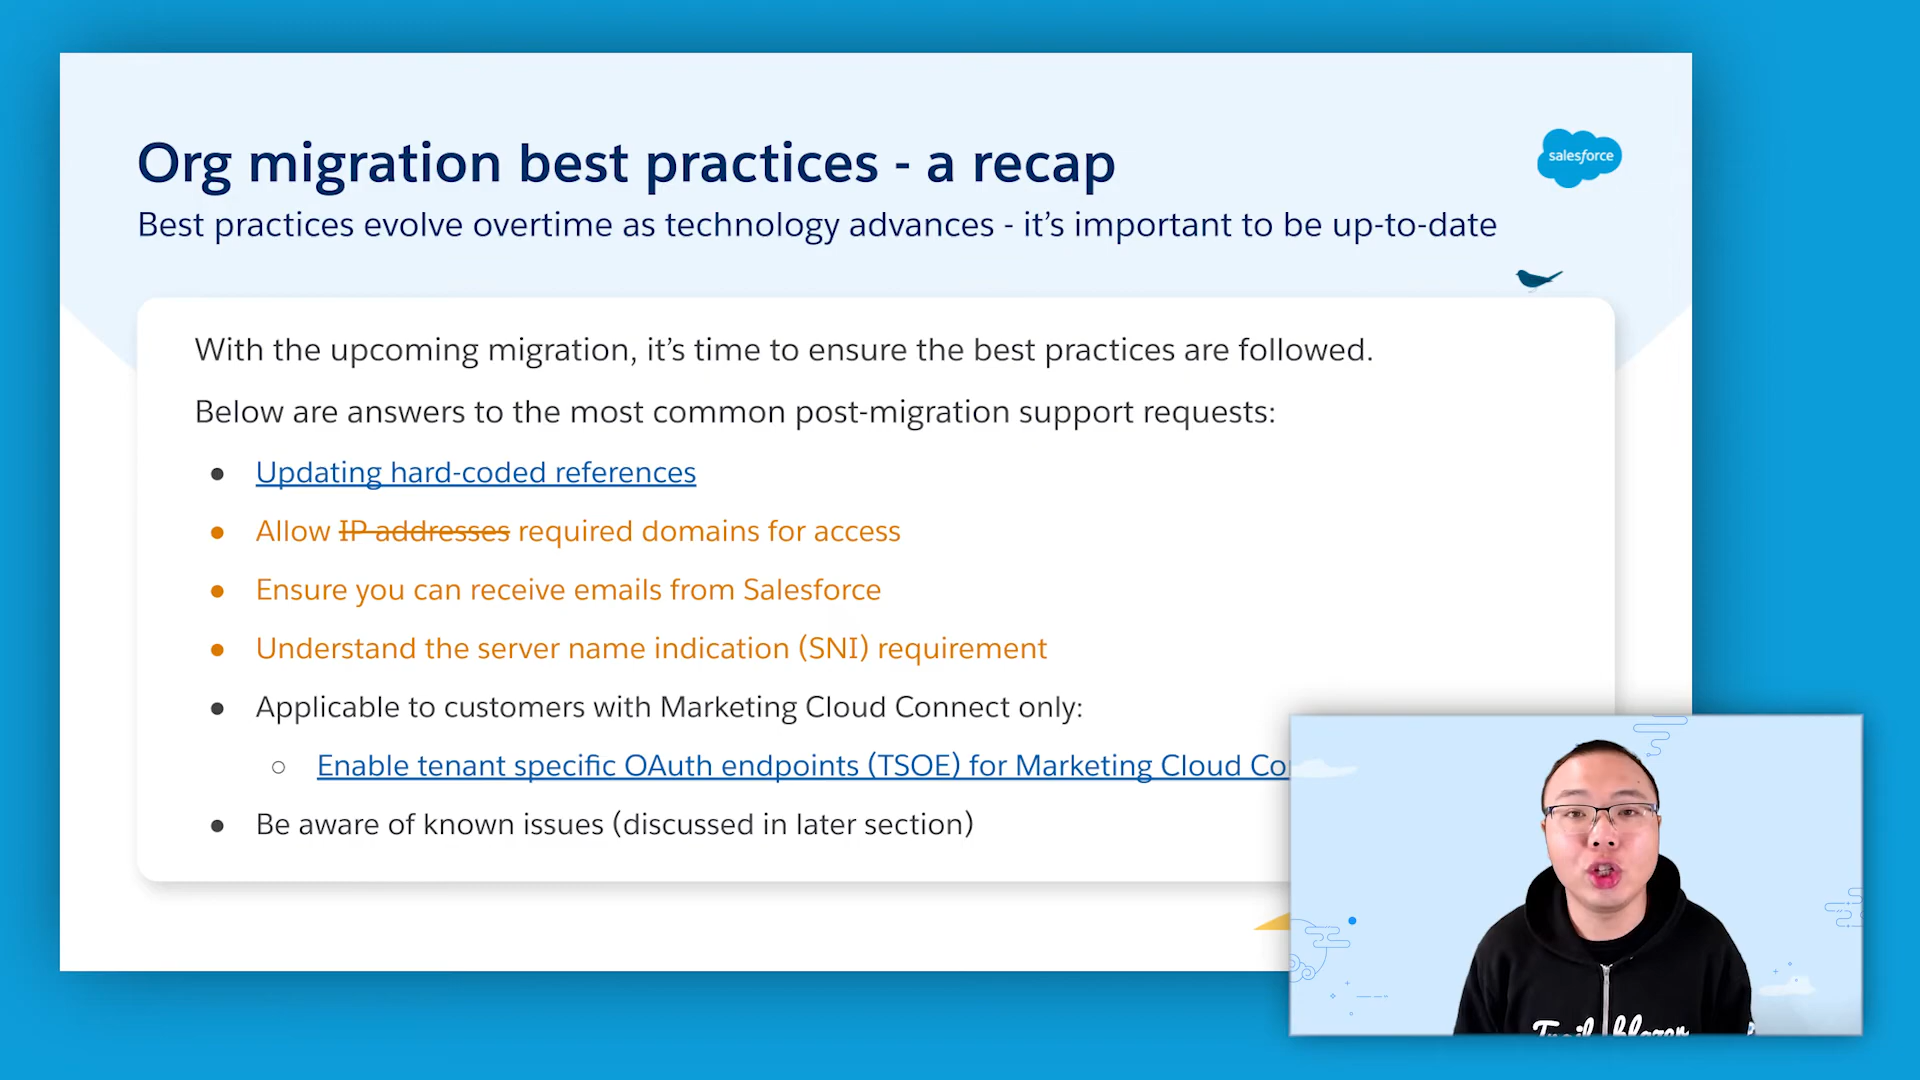 Org migration best practices - a recap
salesforce
Best practices evolve overtime as technology advances - it's important to be up-to-date
With the upcoming migration, it's time to ensure the best practices are followed.
Below are answers to the most common post-migration support requests:
● Updating hard-coded references
● Allow IP addresses required domains for access
● Ensure you can receive emails from Salesforce
● Understand the server name indication (SNI) requirement
● Applicable to customers with Marketing Cloud Connect only:
○ Enable tenant specific OAuth endpoints (TSOE) for Marketing Cloud
● Be aware of known issues (discussed in later section)